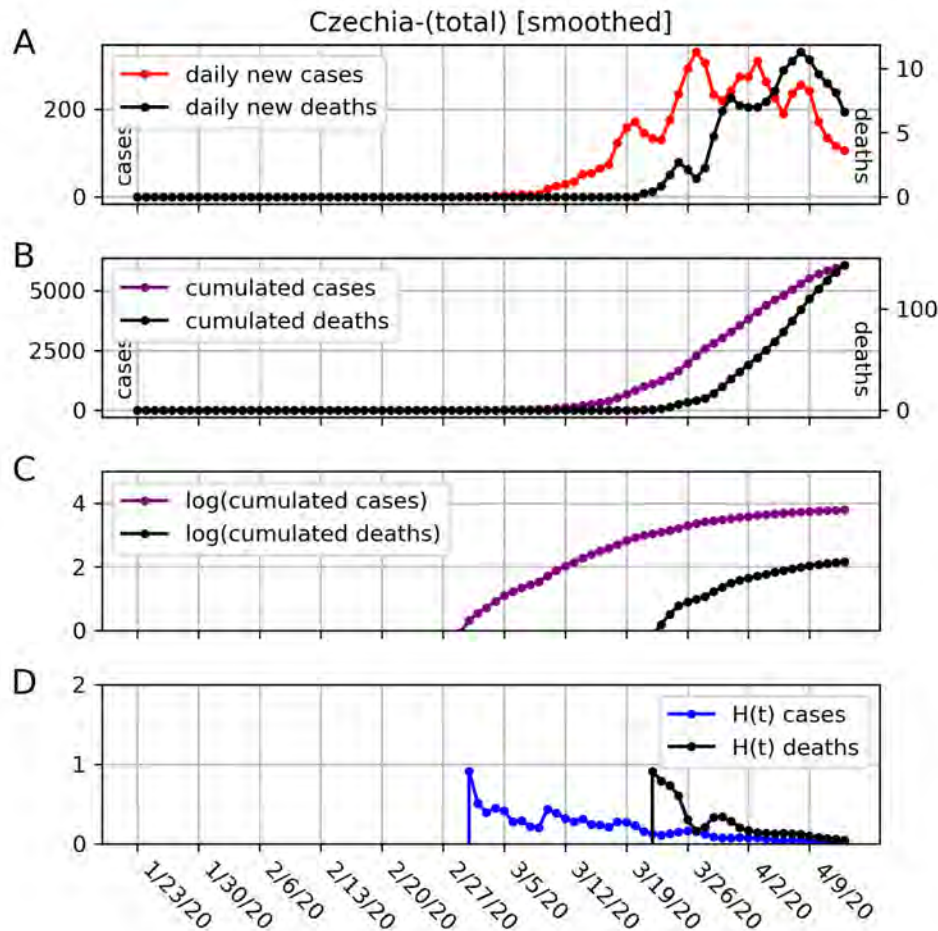 Czechia-(total) [smoothed]
A
daily new cases
daily new deaths
200
0
cases
10
5
0
deaths
B
cumulated cases
cumulated deaths
5000
2500
0
cases
100
0
deaths
C
log(cumulated cases)
log(cumulated deaths)
4
2
0
D
H(t) cases
H(t) deaths
2
1
0
1/23/20
1/30/20
2/6/20
2/13/20
2/20/20
2/27/20
3/5/20
3/12/20
3/19/20
3/26/20
4/2/20
4/9/20